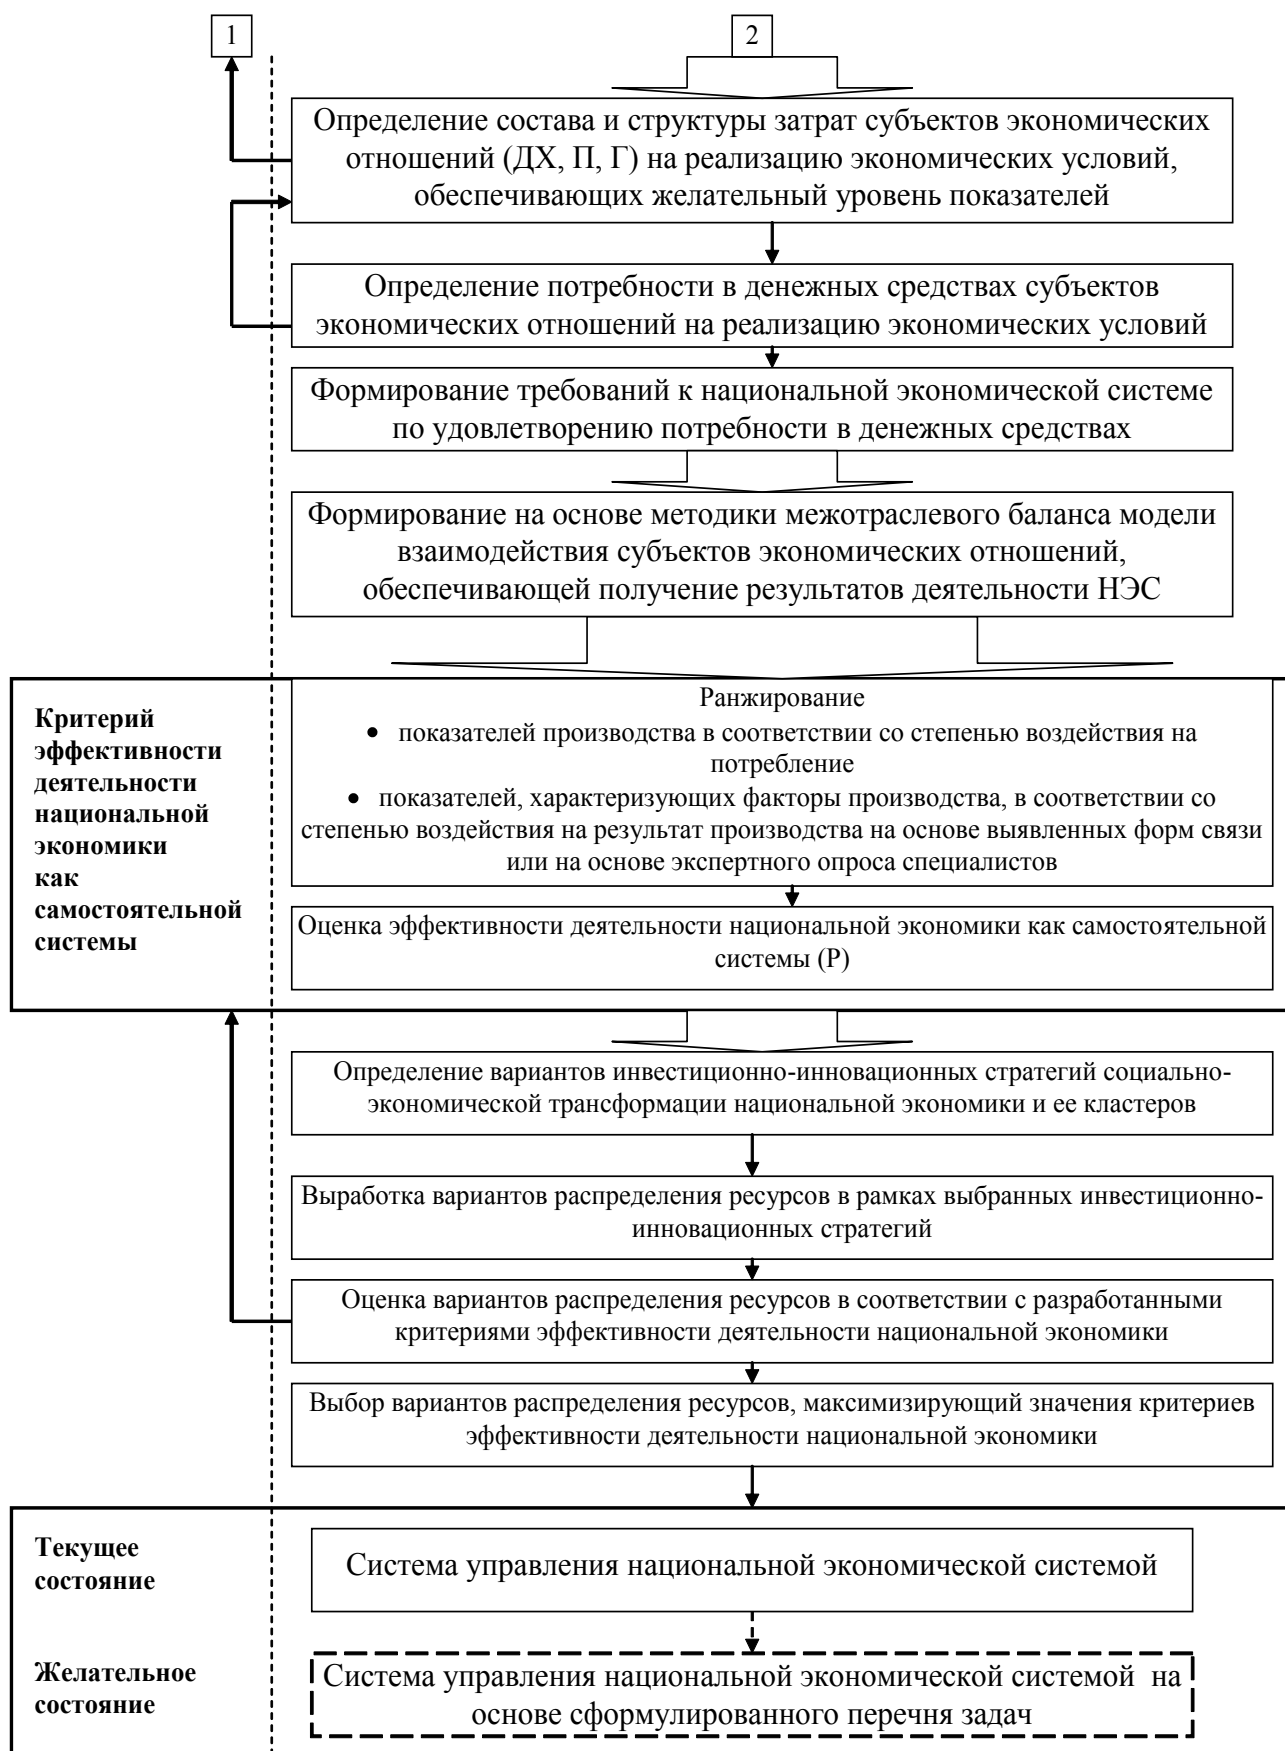 1
2
Определение состава и структуры затрат субъектов экономических
отношений (ДХ, П, Г) на реализацию экономических условий,
обеспечивающих желательный уровень показателей
Определение потребности в денежных средствах субъектов
экономических отношений на реализацию экономических условий
Формирование требований к национальной экономической системе
по удовлетворению потребности в денежных средствах
Формирование на основе методики межотраслевого баланса модели
взаимодействия субъектов экономических отношений,
обеспечивающей получение результатов деятельности НЭС
Критерий
эффективности
деятельности
национальной
экономики
как
самостоятельной
системы
Ранжирование
• показателей производства в соответствии со степенью воздействия на
потребление
• показателей, характеризующих факторы производства, в соответствии со
степенью воздействия на результат производства на основе выявленных форм связи
или на основе экспертного опроса специалистов
Оценка эффективности деятельности национальной экономики как самостоятельной
системы (Р)
Определение вариантов инвестиционно-инновационных стратегий социально-
экономической трансформации национальной экономики и ее кластеров
Выработка вариантов распределения ресурсов в рамках выбранных инвестиционно-
инновационных стратегий
Оценка вариантов распределения ресурсов в соответствии с разработанными
критериями эффективности деятельности национальной экономики
Выбор вариантов распределения ресурсов, максимизирующий значения критериев
эффективности деятельности национальной экономики
Текущее
состояние
Система управления национальной экономической системой
Желательное
состояние
Система управления национальной экономической системой на
основе сформулированного перечня задач